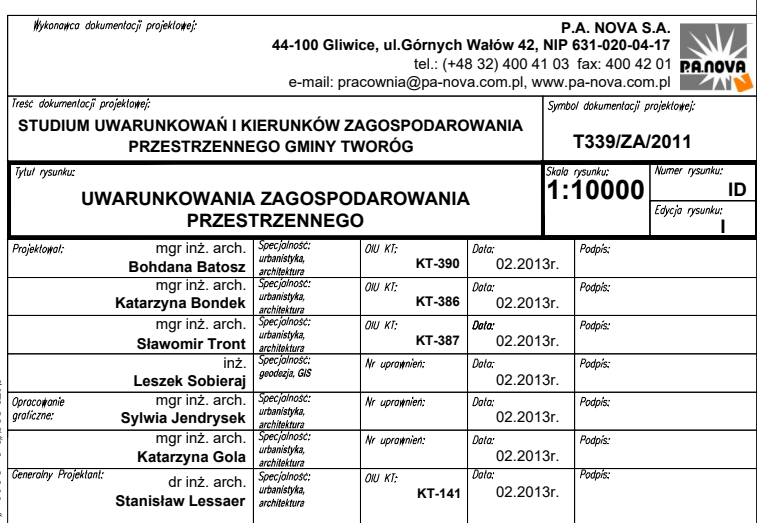 Wykonawca dokumentacji projektowej:
P.A. NOVA S.A.
44-100 Gliwice, ul.Górnych Wałów 42, NIP 631-020-04-17
tel.: (+48 32) 400 41 03 fax: 400 42 01
e-mail: pracownia@pa-nova.com.pl, www.pa-nova.com.pl
PA.NOVA
Treść dokumentacji projektowej:
STUDIUM UWARUNKOWAŃ I KIERUNKÓW ZAGOSPODAROWANIA
PRZESTRZENNEGO GMINY TWORÓG
Symbol dokumentacji projektowej:
T339/ZA/2011
Tytuł rysunku:
UWARUNKOWANIA ZAGOSPODAROWANIA
PRZESTRZENNEGO
Skala rysunku:
1:10000
Numer rysunku:
ID
Edycja rysunku:
I
Projektował:
mgr inż. arch.
Bohdana Batosz
Specjalność:
urbanistyka,
architektura
OIU KT:
KT-390
Data:
02.2013r.
Podpis:
mgr inż. arch.
Katarzyna Bondek
Specjalność:
urbanistyka,
architektura
OIU KT:
KT-386
Data:
02.2013r.
Podpis:
mgr inż. arch.
Sławomir Tront
Specjalność:
urbanistyka,
architektura
OIU KT:
KT-387
Data:
02.2013r.
Podpis:
inż.
Leszek Sobieraj
Specjalność:
geodezja, GIS
Nr uprawnień:
Data:
02.2013r.
Podpis:
Opracowanie
graficzne:
mgr inż. arch.
Sylwia Jendrysek
Specjalność:
urbanistyka,
architektura
Nr uprawnień:
Data:
02.2013r.
Podpis:
mgr inż. arch.
Katarzyna Gola
Specjalność:
urbanistyka,
architektura
Nr uprawnień:
Data:
02.2013r.
Podpis:
Generalny Projektant:
dr inż. arch.
Stanisław Lessaer
Specjalność:
urbanistyka,
architektura
OIU KT:
KT-141
Data:
02.2013r.
Podpis: